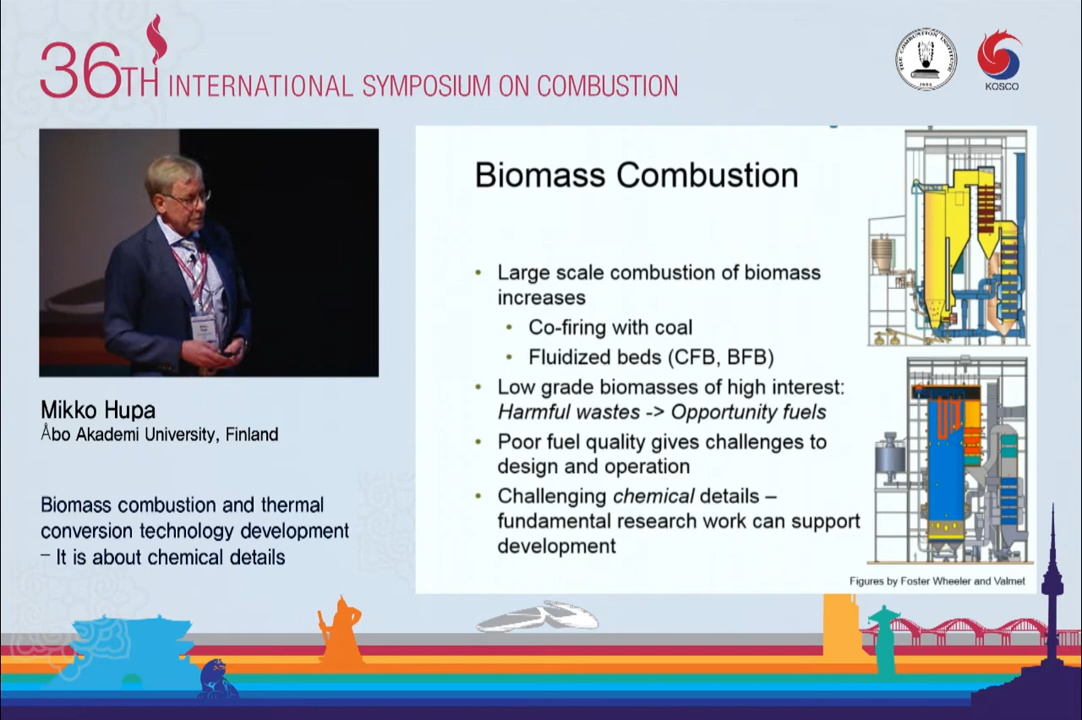 36TH INTERNATIONAL SYMPOSIUM ON COMBUSTION
THE COMBUSTION INSTITUTE
KOSCO
Biomass Combustion
• Large scale combustion of biomass
increases
• Co-firing with coal
• Fluidized beds (CFB, BFB)
• Low grade biomasses of high interest:
Harmful wastes -> Opportunity fuels
• Poor fuel quality gives challenges to
design and operation
• Challenging chemical details –
fundamental research work can support
development
Figures by Foster Wheeler and Valmet
Mikko Hupa
Åbo Akademi University, Finland
Biomass combustion and thermal
conversion technology development
– It is about chemical details